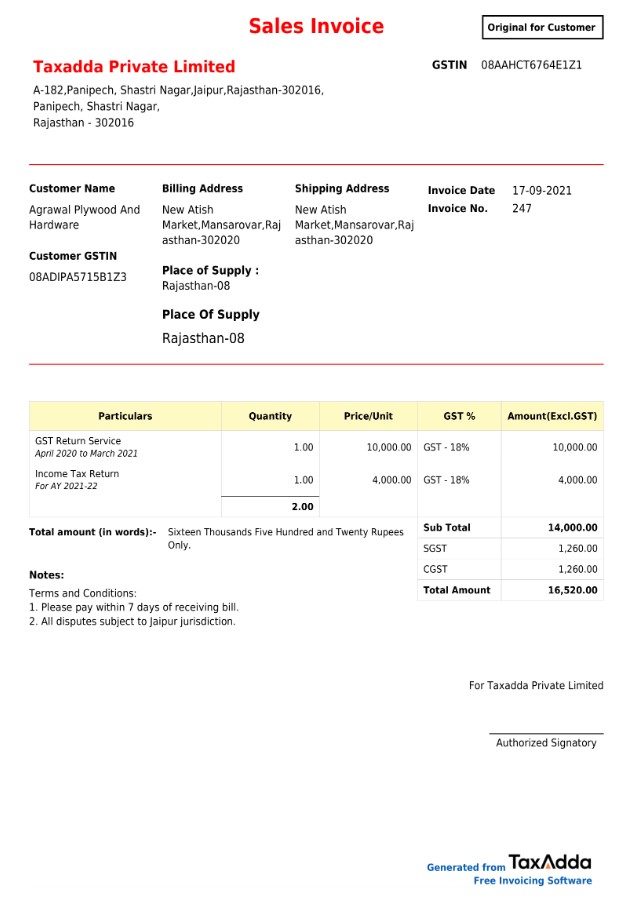 Sales Invoice
Original for Customer
Taxadda Private Limited
GSTIN 08AAHCT6764E1Z1
A-182,Panipech, Shastri Nagar,Jaipur,Rajasthan-302016,
Panipech, Shastri Nagar,
Rajasthan - 302016
Customer Name
Agrawal Plywood And
Hardware
Customer GSTIN
08ADIPA5715B1Z3
Billing Address
New Atish
Market,Mansarovar,Raj
asthan-302020
Place of Supply :
Rajasthan-08
Place Of Supply
Rajasthan-08
Shipping Address
New Atish
Market,Mansarovar,Raj
asthan-302020
Invoice Date 17-09-2021
Invoice No. 247
Particulars Quantity Price/Unit GST % Amount(Excl.GST)
GST Return Service 1.00 10,000.00 GST - 18% 10,000.00
April 2020 to March 2021
Income Tax Return 1.00 4,000.00 GST - 18% 4,000.00
For AY 2021-22
2.00
Total amount (in words):- Sixteen Thousands Five Hundred and Twenty Rupees
Only.
Sub Total 14,000.00
SGST 1,260.00
CGST 1,260.00
Total Amount 16,520.00
Notes:
Terms and Conditions:
1. Please pay within 7 days of receiving bill.
2. All disputes subject to Jaipur jurisdiction.
For Taxadda Private Limited
Authorized Signatory
Generated from TaxAdda
Free Invoicing Software